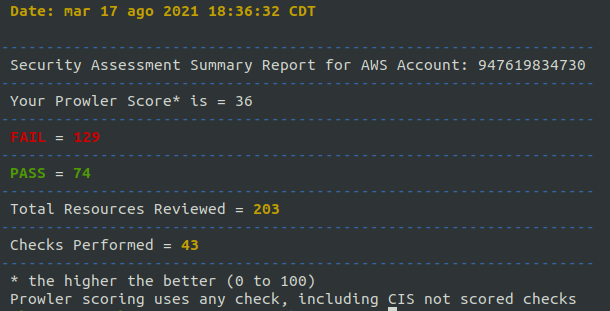 Date: mar 17 ago 2021 18:36:32 CDT
Security Assessment Summary Report for AWS Account: 947619834730
Your Prowler Score* is = 36
FAIL = 129
PASS = 74
Total Resources Reviewed = 203
Checks Performed = 43
* the higher the better (0 to 100)
Prowler scoring uses any check, including CIS not scored checks